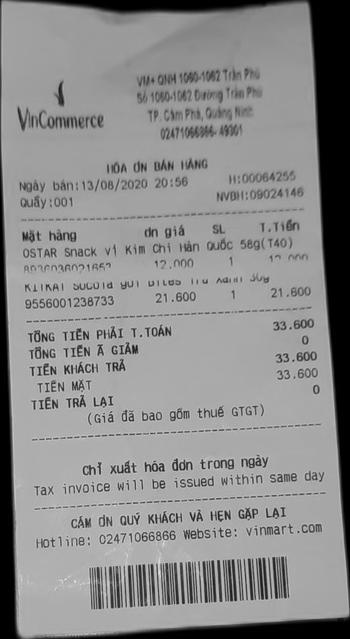 VinCommerce
VM+ QNH 1060-1062 Trần Phú
Số 1060-1062 Đường Trần Phú
TP. Cẩm Phả, Quảng Ninh
02471066866- 49301
HÓA ĐN BÁN HÀNG
Ngày bán:13/08/2020 20:56 H:00064255
Quầy:001 NVBH:09024146
Mặt hàng đn giá SL T.Tiền
OSTAR Snack vị Kim Chi Hàn Quốc 58g(T40)
8936036021652 12.000 1 12.000
KITKAT Socola gói Bites Trà Xanh 30g
9556001238733 21.600 1 21.600
TỔNG TIỀN PHẢI T.TOÁN 33.600
TỔNG TIỀN Ã GIẢM 0
TIỀN KHÁCH TRẢ 33.600
TIỀN MẶT 33.600
TIỀN TRẢ LẠI 0
(Giá đã bao gồm thuế GTGT)
Chỉ xuất hóa đơn trong ngày
Tax invoice will be issued within same day
CẢM ƠN QUÝ KHÁCH VÀ HẸN GẶP LẠI
Hotline: 02471066866 Website: vinmart.com